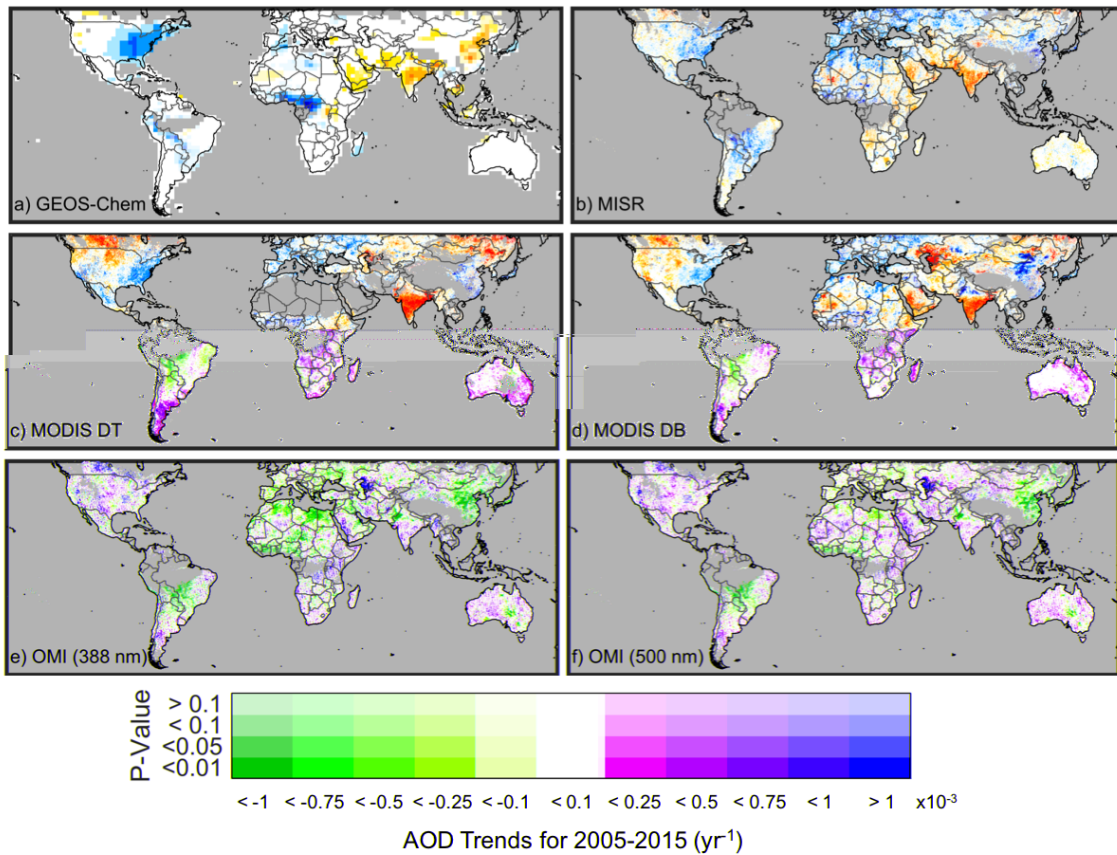 a) GEOS-Chem
b) MISR
c) MODIS DT
d) MODIS DB
e) OMI (388 nm)
f) OMI (500 nm)
P-Value
> 0.1
< 0.1
<0.05
<0.01
< -1 < -0.75 < -0.5 < -0.25 < -0.1 < 0.1 < 0.25 < 0.5 < 0.75 < 1 > 1 x10⁻³
AOD Trends for 2005-2015 (yr⁻¹)